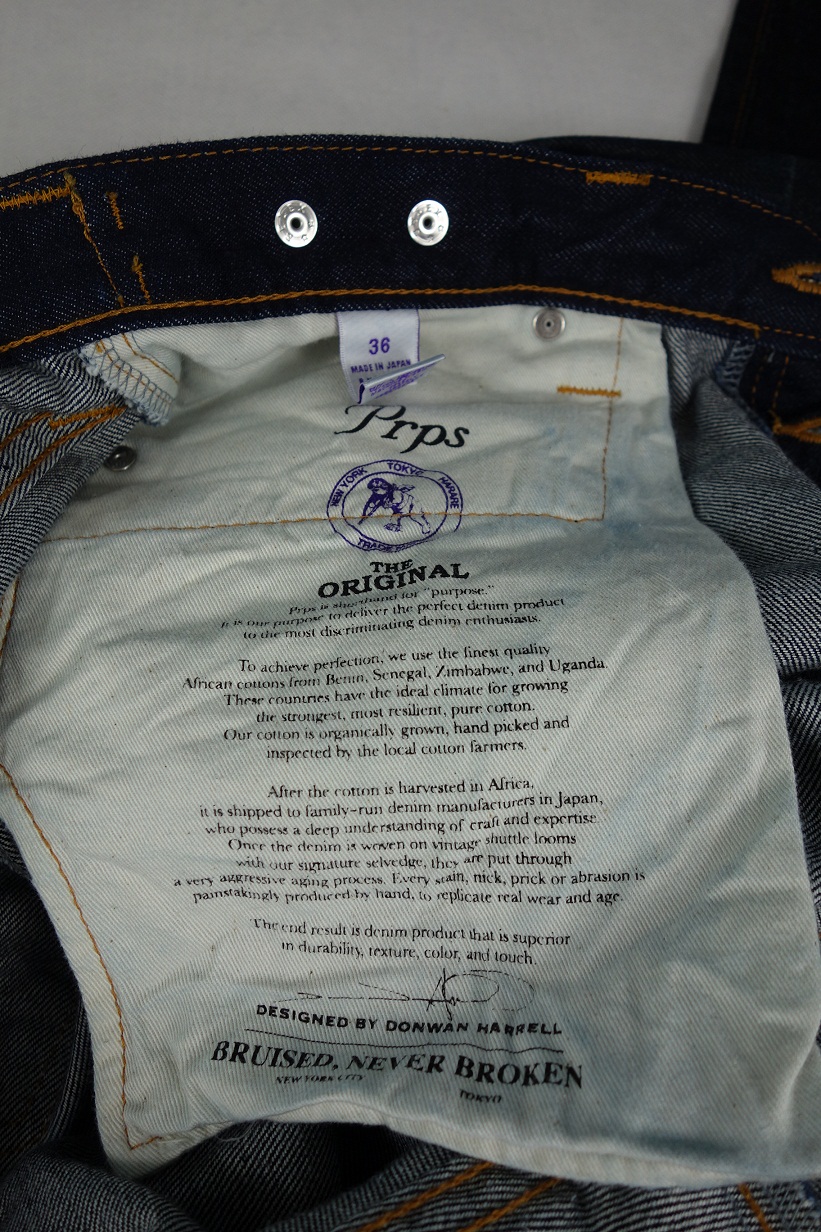 36
MADE IN JAPAN
Prps
NEW YORK TOKYO HARARE
THE
ORIGINAL
Prps is shorthand for "purpose."
It is our purpose to deliver the perfect denim product
to the most discriminating denim enthusiasts.
To achieve perfection, we use the finest quality
African cottons from Benin, Senegal, Zimbabwe, and Uganda.
These countries have the ideal climate for growing
the strongest, most resilient, pure cotton.
Our cotton is organically grown, hand picked and
inspected by the local cotton farmers.
After the cotton is harvested in Africa,
it is shipped to family-run denim manufacturers in Japan,
who possess a deep understanding of craft and expertise.
Once the denim is woven on vintage shuttle looms
with our signature selvedge, they are put through
a very aggressive aging process. Every stain, nick, prick or abrasion is
painstakingly produced by hand, to replicate real wear and age.
The end result is denim product that is superior
in durability, texture, color, and touch.
DESIGNED BY DONWAN HARRELL
BRUISED, NEVER BROKEN
NEW YORK CITY
TOKYO